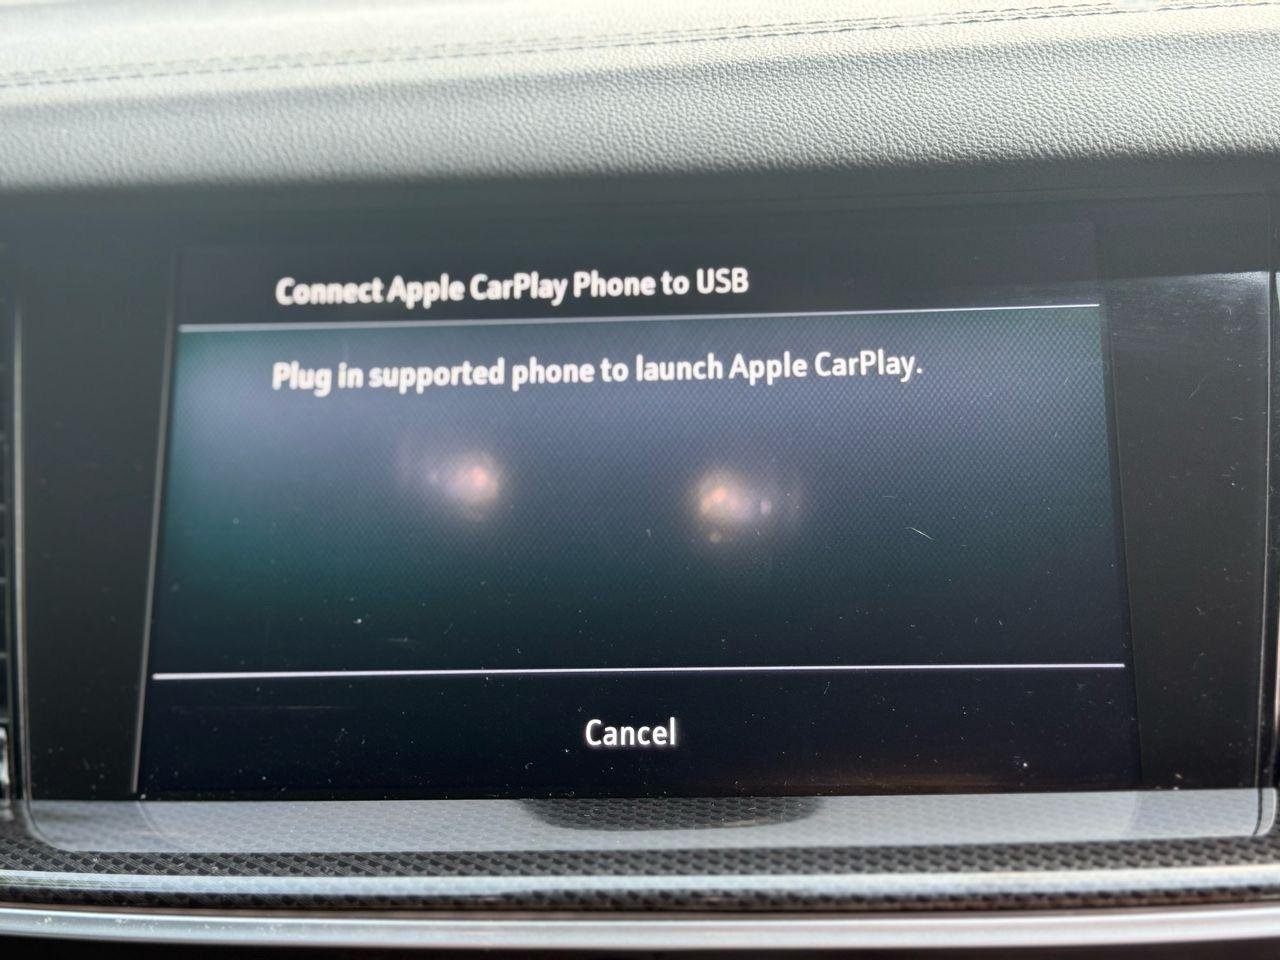 Connect Apple CarPlay Phone to USB
Plug in supported phone to launch Apple CarPlay.
Cancel